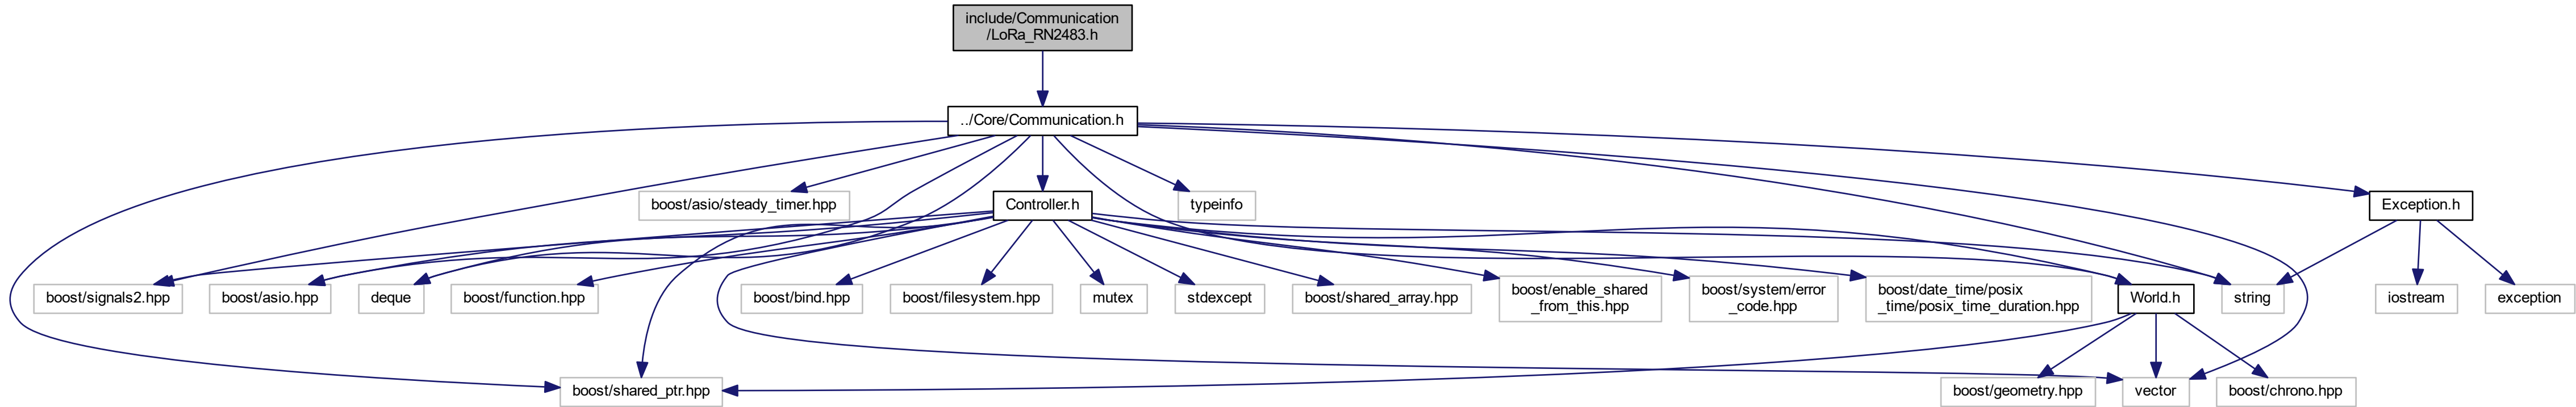 include/Communication
/LoRa_RN2483.h
../Core/Communication.h
boost/asio/steady_timer.hpp
Controller.h
typeinfo
Exception.h
boost/signals2.hpp
boost/asio.hpp
deque
boost/function.hpp
boost/bind.hpp
boost/filesystem.hpp
mutex
stdexcept
boost/shared_array.hpp
boost/enable_shared
_from_this.hpp
boost/system/error
_code.hpp
boost/date_time/posix
_time/posix_time_duration.hpp
World.h
string
iostream
exception
boost/shared_ptr.hpp
boost/geometry.hpp
vector
boost/chrono.hpp